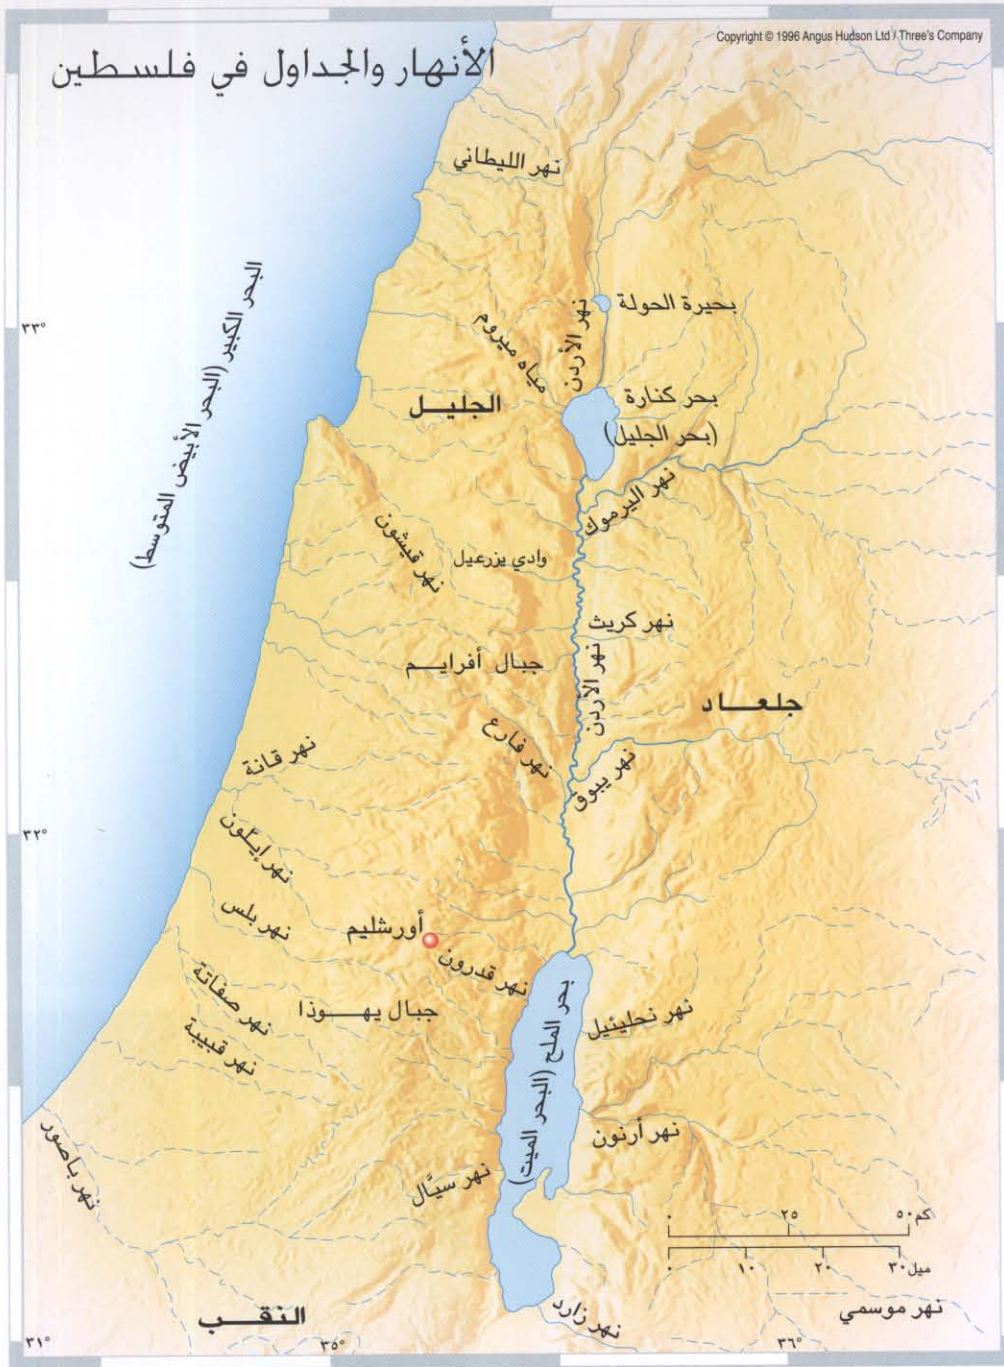 Copyright © 1996 Angus Hudson Ltd / Three's Company
الأنهار والجداول في فلسطين
نهر الليطاني
البحر الكبير (البحر الأبيض المتوسط)
٣٣°
بحيرة الحولة
نهر الأردن
مياه ميروم
بحر كنارة
(بحر الجليل)
الجليل
نهر اليرموك
نهر قيشون
وادي يزرعيل
نهر كريث
جبال أفرايم
نهر الأردن
جلعاد
نهر فارع
نهر قانة
نهر يبوق
٣٢°
نهر إيلّون
نهر بلس
أورشليم
نهر قدرون
نهر صفاتة
جبال يهوذا
نهر نحليئيل
نهر قبيبة
بحر الملح (البحر الميت)
نهر أرنون
نهر باصور
نهر سيَّال
٠ ٢٥ ٥٠ كم
٠ ١٠ ٢٠ ٣٠ ميل
نهر موسمي
النقب
نهر زارد
٣١°
٣٥°
٣٦°